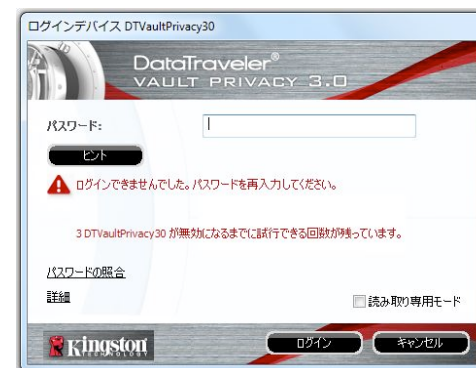 ログインデバイス DTVaultPrivacy30
DataTraveler®
VAULT PRIVACY 3.0
パスワード:
ヒント
ログインできませんでした。パスワードを再入力してください。
3 DTVaultPrivacy30 が無効になるまでに試行できる回数が残っています。
パスワードの照合
詳細
読み取り専用モード
Kingston
TECHNOLOGY
ログイン
キャンセル